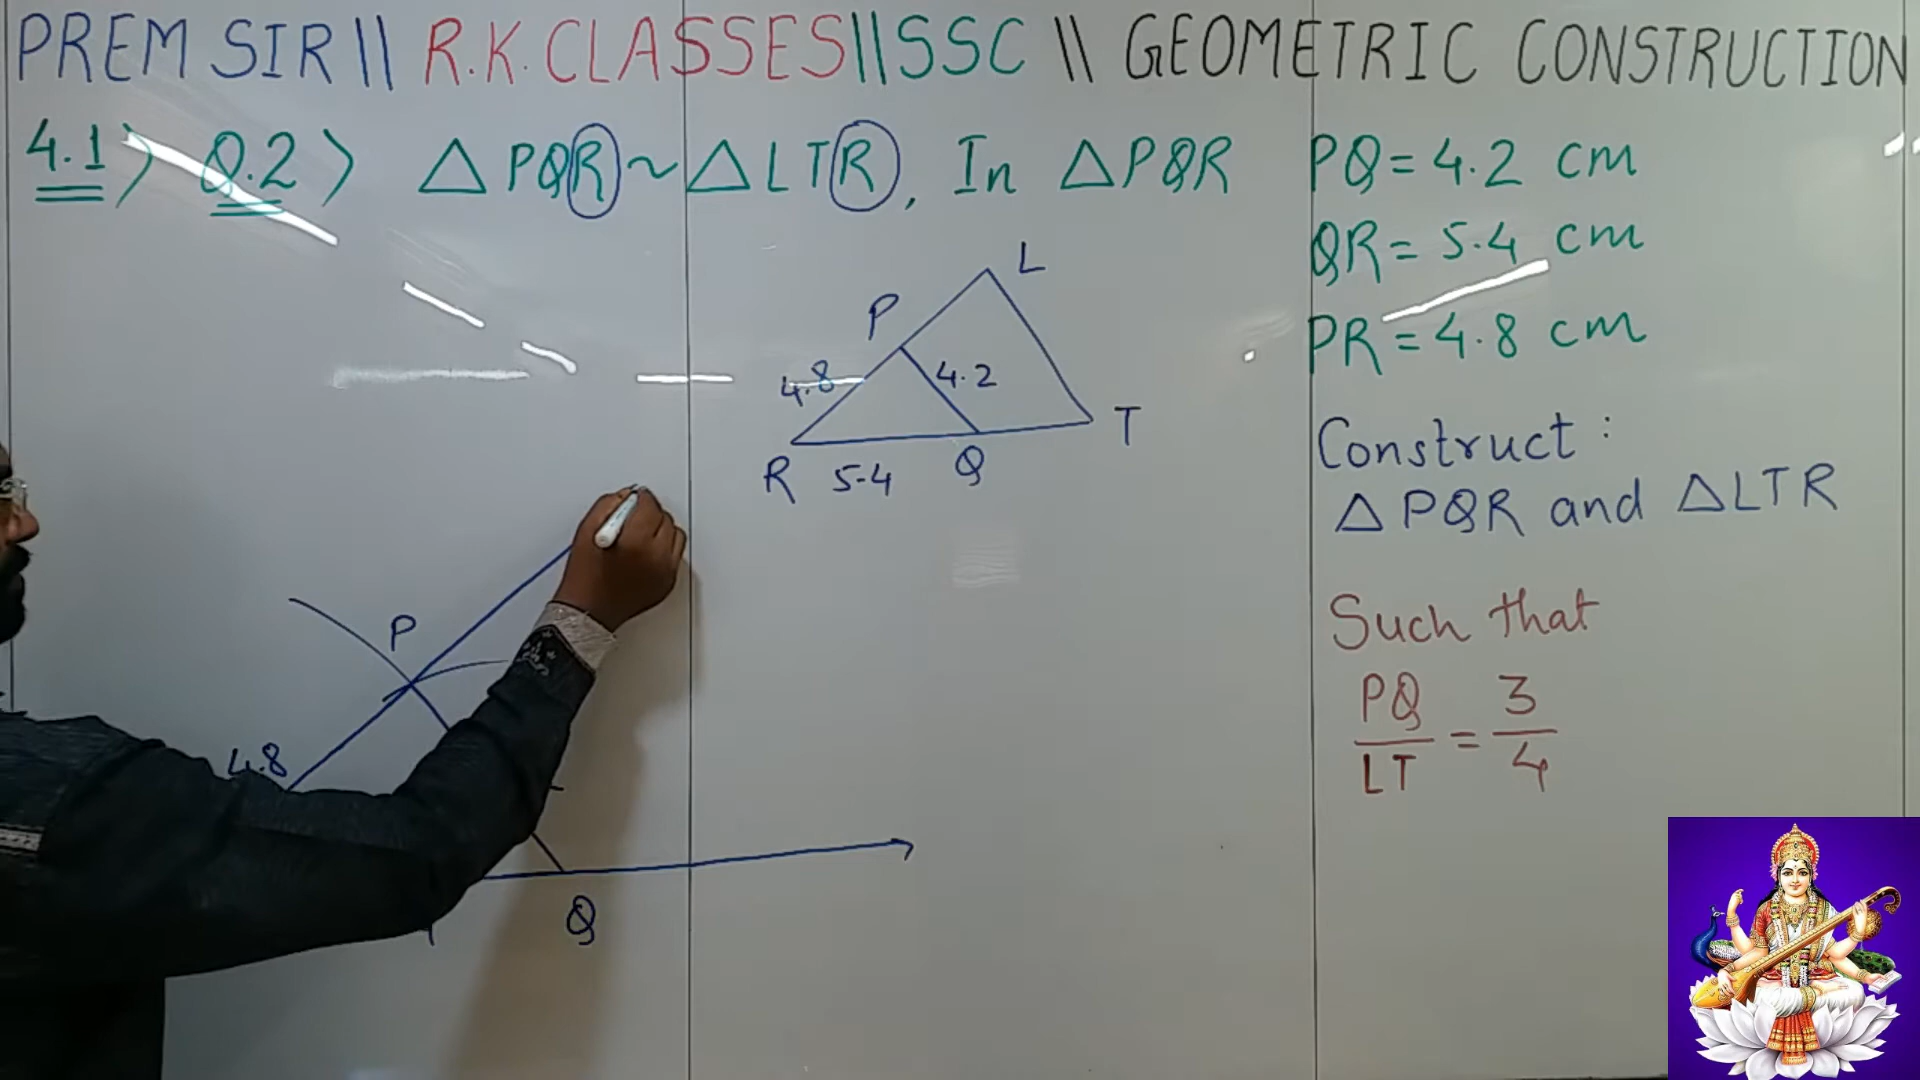 PREM SIR || R.K. CLASSES || SSC || GEOMETRIC CONSTRUCTION
4.1> Q.2> △PQR ~ △LTR, In △PQR PQ = 4.2 cm
QR = 5.4 cm
PR = 4.8 cm
L
P
4.8
4.2
T
R 5.4 Q
Construct :
△PQR and △LTR
Such that
PQ/LT = 3/4
P
4.8
Q